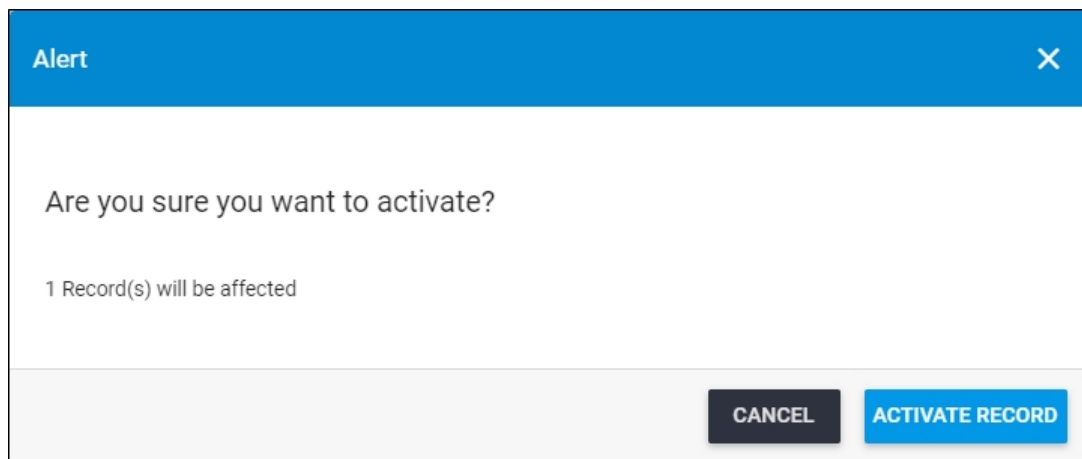 Alert
Are you sure you want to activate?
1 Record(s) will be affected
CANCEL
ACTIVATE RECORD